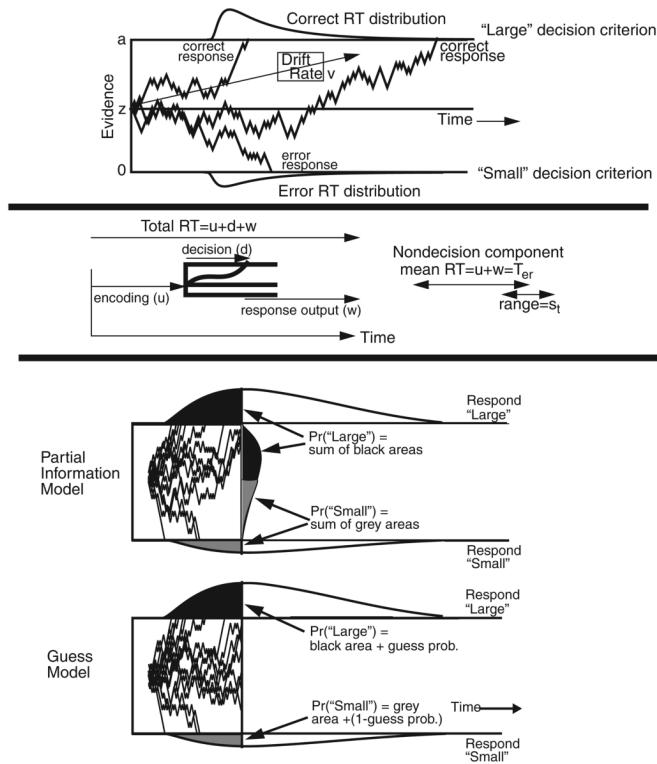 Correct RT distribution
"Large" decision criterion
a
correct
response
Drift
Rate v
correct
response
Evidence
z
Time
error
response
0
"Small" decision criterion
Error RT distribution
Total RT=u+d+w
decision (d)
encoding (u)
response output (w)
Time
Nondecision component
mean RT=u+w=Ter
range=st
Respond
"Large"
Pr("Large") =
sum of black areas
Partial
Information
Model
Pr("Small") =
sum of grey areas
Respond
"Small"
Respond
"Large"
Pr("Large") =
black area + guess prob.
Guess
Model
Pr("Small") = grey
area +(1-guess prob.)
Time
Respond
"Small"